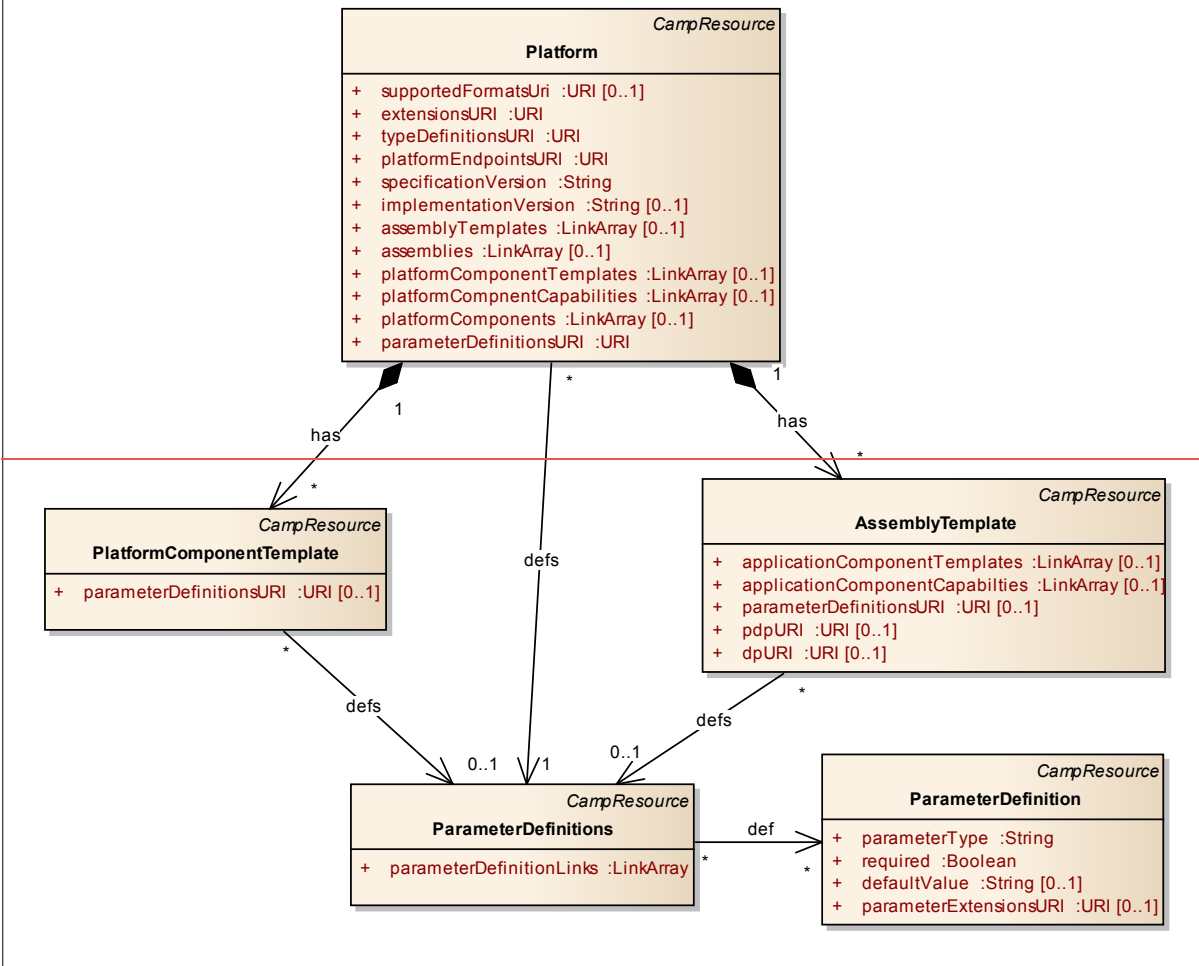 CampResource
Platform
+ supportedFormatsUri :URI [0..1]
+ extensionsURI :URI
+ typeDefinitionsURI :URI
+ platformEndpointsURI :URI
+ specificationVersion :String
+ implementationVersion :String [0..1]
+ assemblyTemplates :LinkArray [0..1]
+ assemblies :LinkArray [0..1]
+ platformComponentTemplates :LinkArray [0..1]
+ platformCompnentCapabilities :LinkArray [0..1]
+ platformComponents :LinkArray [0..1]
+ parameterDefinitionsURI :URI
1
*
1
has
has
*
*
CampResource
PlatformComponentTemplate
+ parameterDefinitionsURI :URI [0..1]
CampResource
AssemblyTemplate
+ applicationComponentTemplates :LinkArray [0..1]
+ applicationComponentCapabilties :LinkArray [0..1]
+ parameterDefinitionsURI :URI [0..1]
+ pdpURI :URI [0..1]
+ dpURI :URI [0..1]
defs
*
*
defs
defs
0..1
1
0..1
CampResource
ParameterDefinitions
+ parameterDefinitionLinks :LinkArray
def
*
*
CampResource
ParameterDefinition
+ parameterType :String
+ required :Boolean
+ defaultValue :String [0..1]
+ parameterExtensionsURI :URI [0..1]